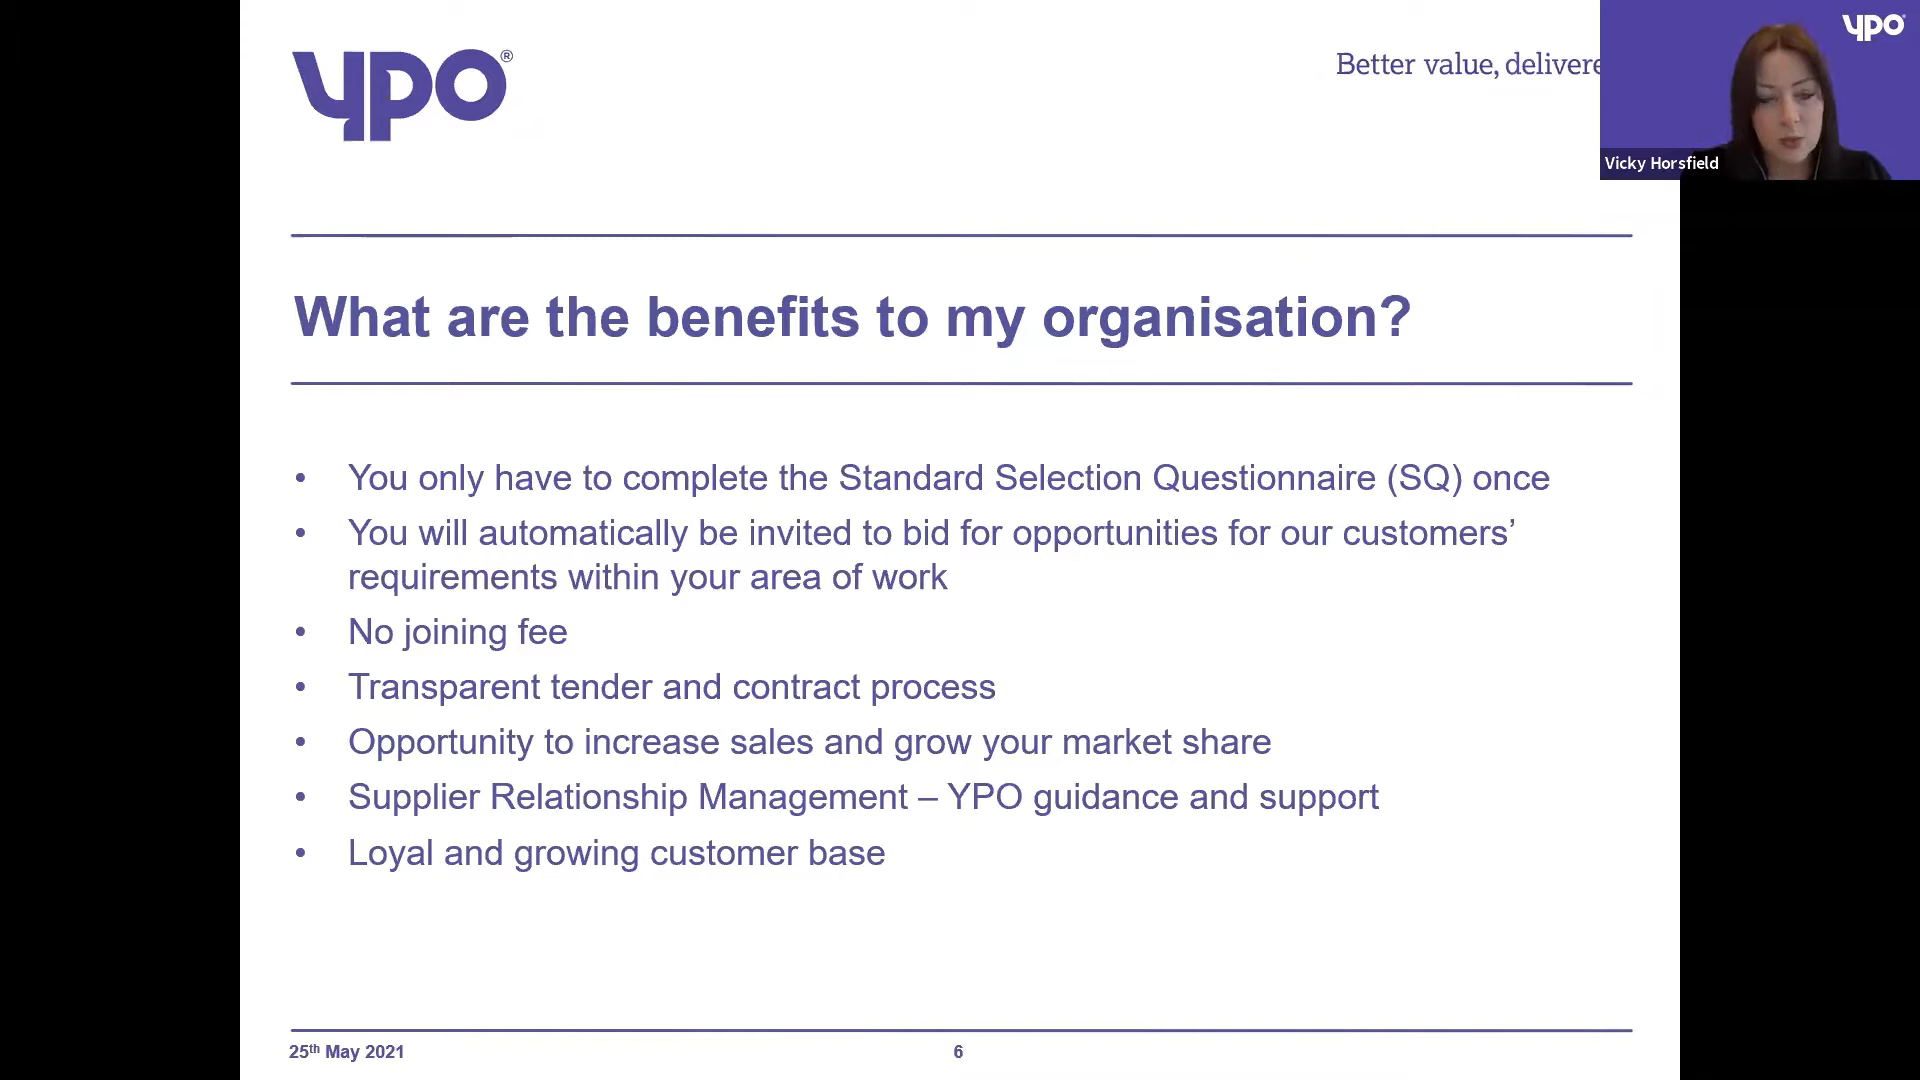 ypo®
Better value, delivere
ypo
Vicky Horsfield
What are the benefits to my organisation?
• You only have to complete the Standard Selection Questionnaire (SQ) once
• You will automatically be invited to bid for opportunities for our customers’
requirements within your area of work
• No joining fee
• Transparent tender and contract process
• Opportunity to increase sales and grow your market share
• Supplier Relationship Management – YPO guidance and support
• Loyal and growing customer base
25th May 2021
6